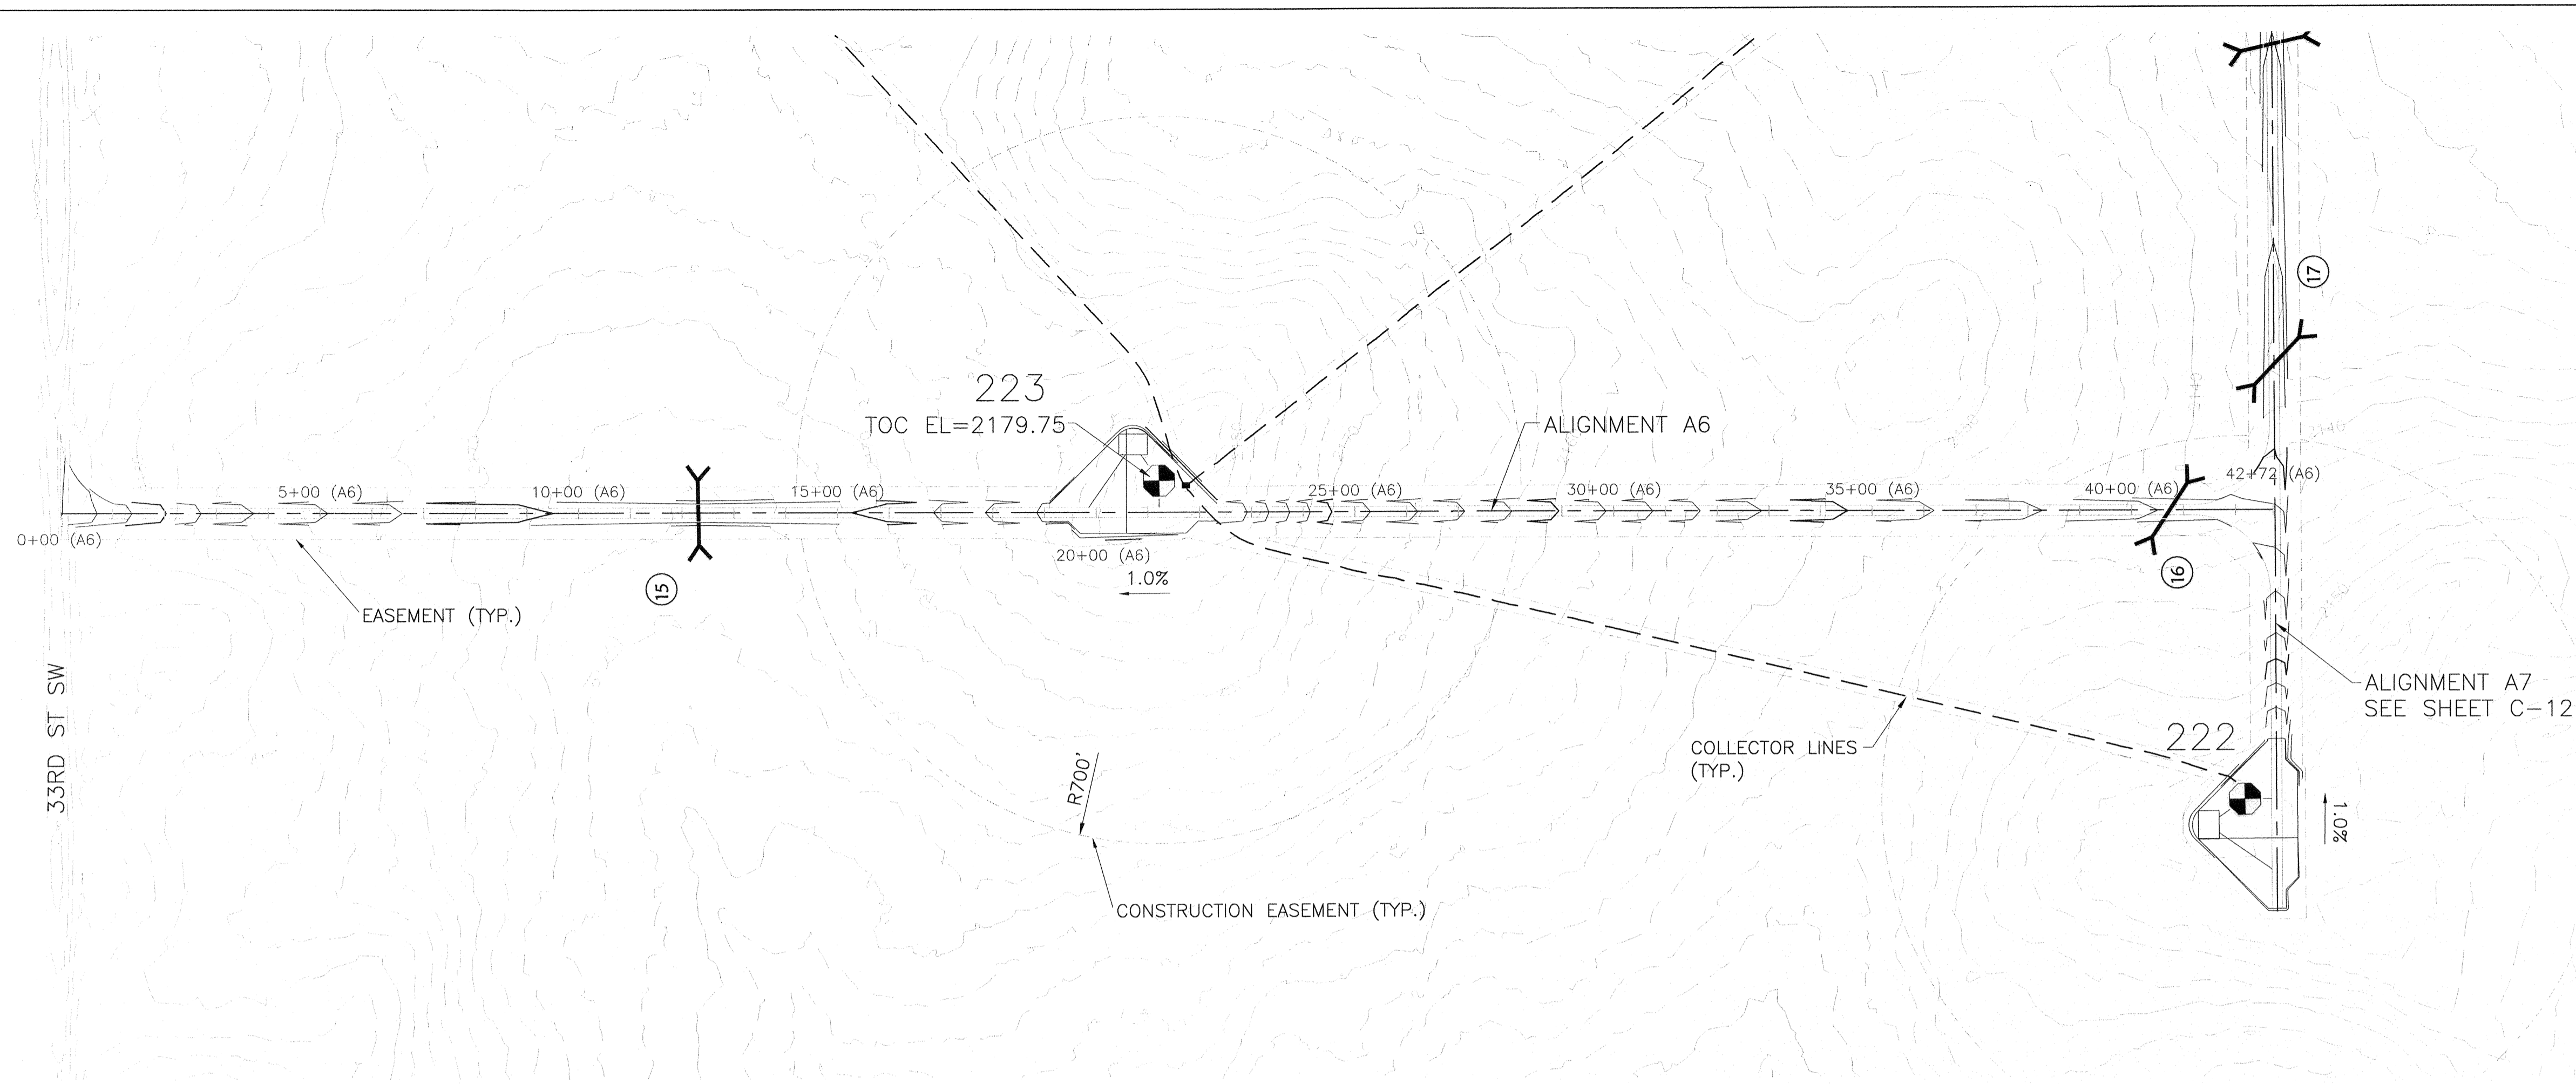 223
TOC EL=2179.75
ALIGNMENT A6
17
0+00 (A6)
5+00 (A6)
10+00 (A6)
15+00 (A6)
20+00 (A6)
25+00 (A6)
30+00 (A6)
35+00 (A6)
40+00 (A6)
42+72 (A6)
1.0%
15
16
EASEMENT (TYP.)
33RD ST SW
ALIGNMENT A7
SEE SHEET C-12
222
COLLECTOR LINES
(TYP.)
R700'
1.0%
CONSTRUCTION EASEMENT (TYP.)